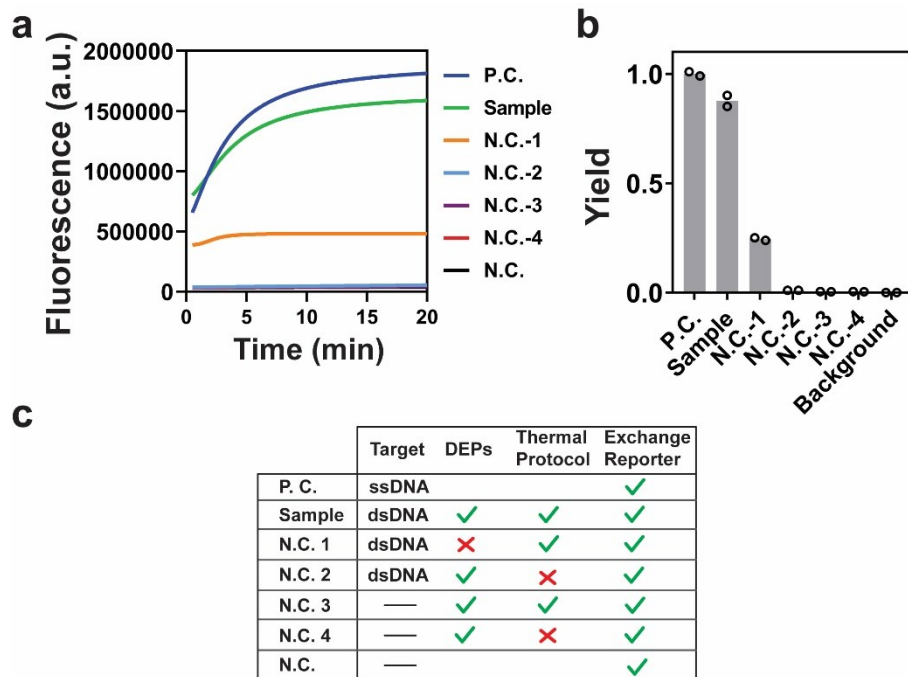 a
Fluorescence (a.u.)
2000000
1500000
1000000
500000
0
0 5 10 15 20
Time (min)
P.C.
Sample
N.C.-1
N.C.-2
N.C.-3
N.C.-4
N.C.
b
Yield
1.0
0.5
0.0
P.C. Sample N.C.-1 N.C.-2 N.C.-3 N.C.-4 Background
c
Target DEPs Thermal Protocol Exchange Reporter
P. C. ssDNA ✓
Sample dsDNA ✓ ✓ ✓
N.C. 1 dsDNA ✗ ✓ ✓
N.C. 2 dsDNA ✓ ✗ ✓
N.C. 3 — ✓ ✓ ✓
N.C. 4 — ✓ ✗ ✓
N.C. — ✓